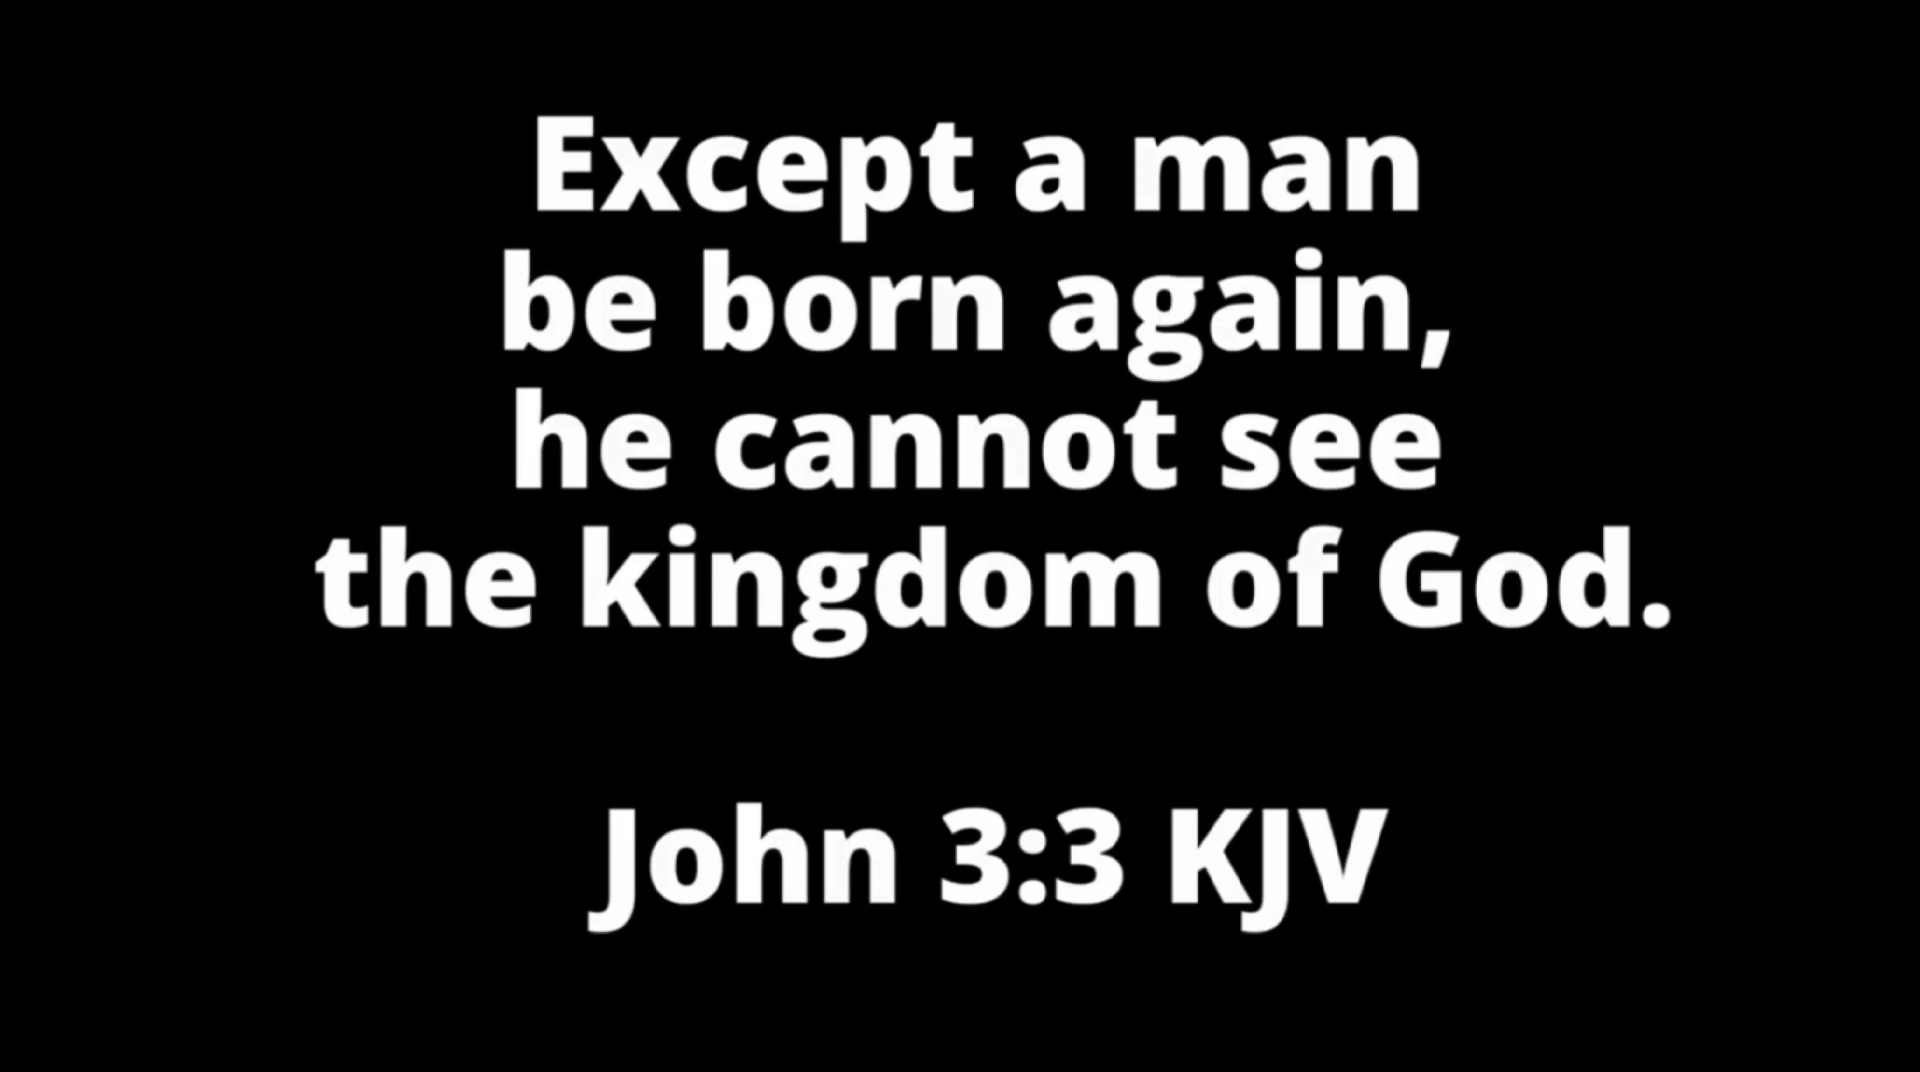 Except a man
be born again,
he cannot see
the kingdom of God.
John 3:3 KJV